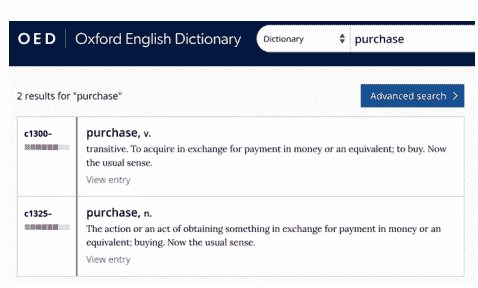 OED Oxford English Dictionary Dictionary purchase
2 results for "purchase"
Advanced search
c1300–
purchase, v.
transitive. To acquire in exchange for payment in money or an equivalent; to buy. Now
the usual sense.
View entry
c1325–
purchase, n.
The action or an act of obtaining something in exchange for payment in money or an
equivalent; buying. Now the usual sense.
View entry